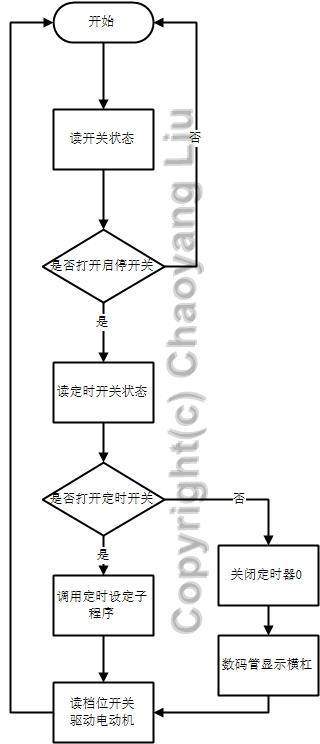 开始
读开关状态
否
是否打开启停开关
是
读定时开关状态
是否打开定时开关
否
是
关闭定时器0
调用定时设定子
程序
数码管显示横杠
读档位开关
驱动电动机
Copyright(c) Chaoyang Liu